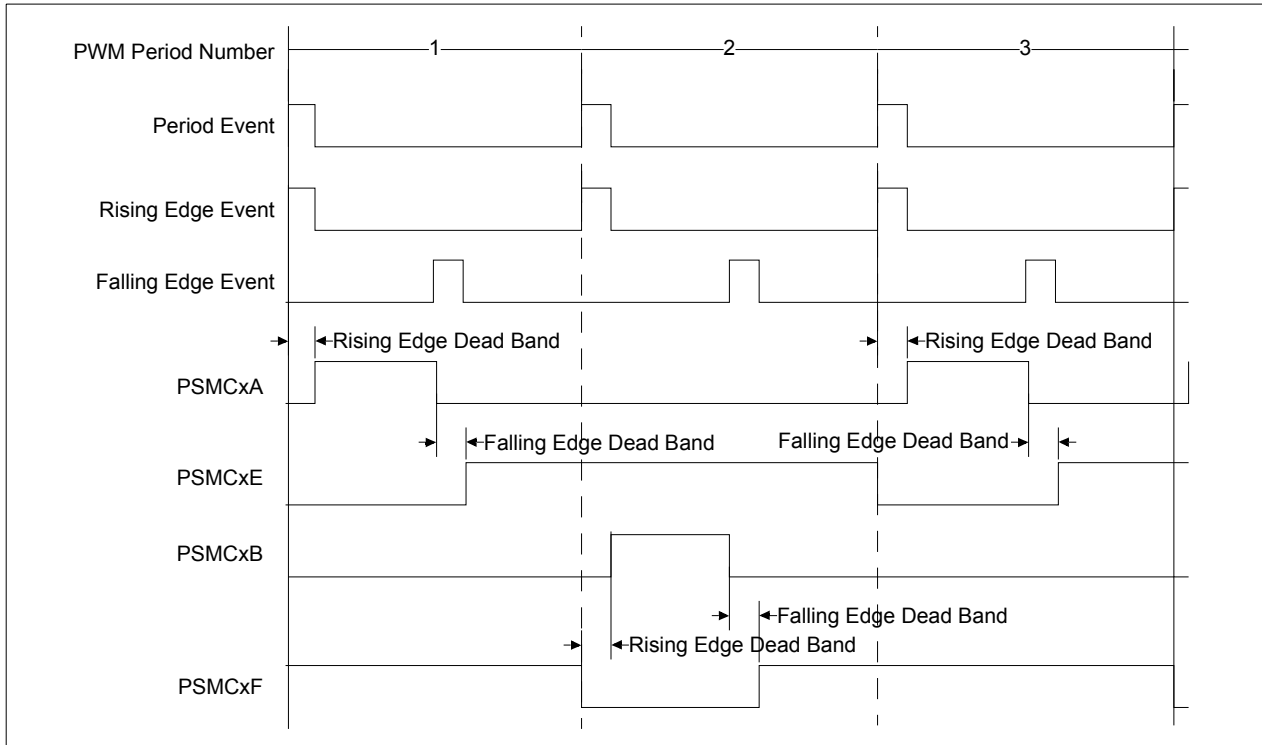 PWM Period Number 1 2 3
Period Event
Rising Edge Event
Falling Edge Event
Rising Edge Dead Band Rising Edge Dead Band
PSMCxA
Falling Edge Dead Band Falling Edge Dead Band
PSMCxE
PSMCxB
Falling Edge Dead Band
Rising Edge Dead Band
PSMCxF